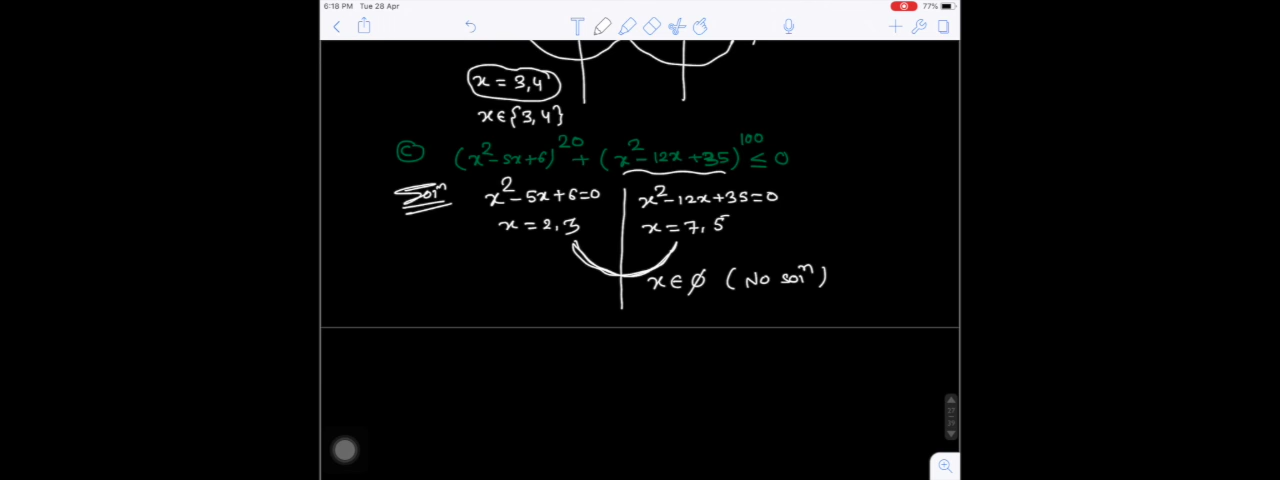 6:18 PM Tue 28 Apr 77%
T
x = 3,4
x∈{3,4}
(C) (x²-5x+6)²⁰ + (x²-12x+35)¹⁰⁰ ≤ 0
Solⁿ x²-5x+6=0 x²-12x+35=0
x=2,3 x=7,5
x∈∅ (No solⁿ)